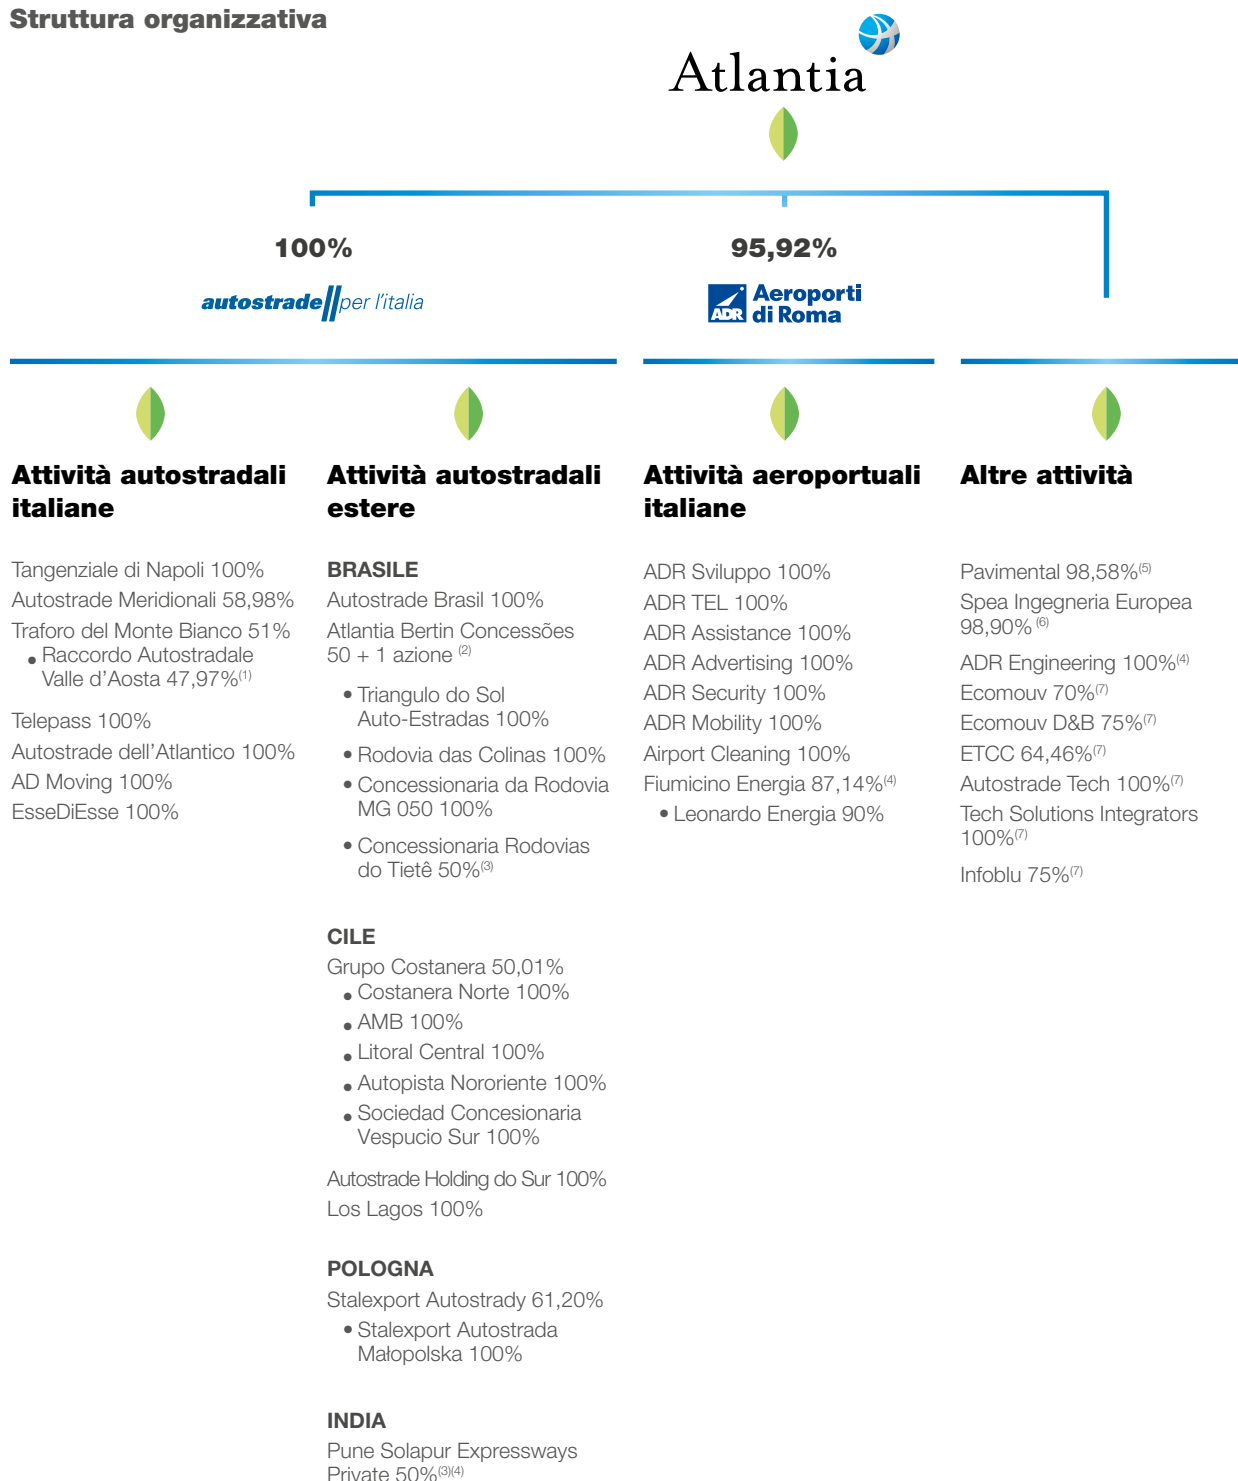 Struttura organizzativa
Atlantia
100%
autostrade//per l'italia
95,92%
ADR
Aeroporti
di Roma
Attività autostradali
italiane
Tangenziale di Napoli 100%
Autostrade Meridionali 58,98%
Traforo del Monte Bianco 51%
• Raccordo Autostradale
Valle d’Aosta 47,97%(1)
Telepass 100%
Autostrade dell’Atlantico 100%
AD Moving 100%
EsseDiEsse 100%
Attività autostradali
estere
BRASILE
Autostrade Brasil 100%
Atlantia Bertin Concessões
50 + 1 azione (2)
• Triangulo do Sol
Auto-Estradas 100%
• Rodovia das Colinas 100%
• Concessionaria da Rodovia
MG 050 100%
• Concessionaria Rodovias
do Tietê 50%(3)
CILE
Grupo Costanera 50,01%
• Costanera Norte 100%
• AMB 100%
• Litoral Central 100%
• Autopista Nororiente 100%
• Sociedad Concesionaria
Vespucio Sur 100%
Autostrade Holding do Sur 100%
Los Lagos 100%
POLOGNA
Stalexport Autostrady 61,20%
• Stalexport Autostrada
Małopolska 100%
INDIA
Pune Solapur Expressways
Private 50%(3)(4)
Attività aeroportuali
italiane
ADR Sviluppo 100%
ADR TEL 100%
ADR Assistance 100%
ADR Advertising 100%
ADR Security 100%
ADR Mobility 100%
Airport Cleaning 100%
Fiumicino Energia 87,14%(4)
• Leonardo Energia 90%
Altre attività
Pavimental 98,58%(5)
Spea Ingegneria Europea
98,90% (6)
ADR Engineering 100%(4)
Ecomouv 70%(7)
Ecomouv D&B 75%(7)
ETCC 64,46%(7)
Autostrade Tech 100%(7)
Tech Solutions Integrators
100%(7)
Infoblu 75%(7)